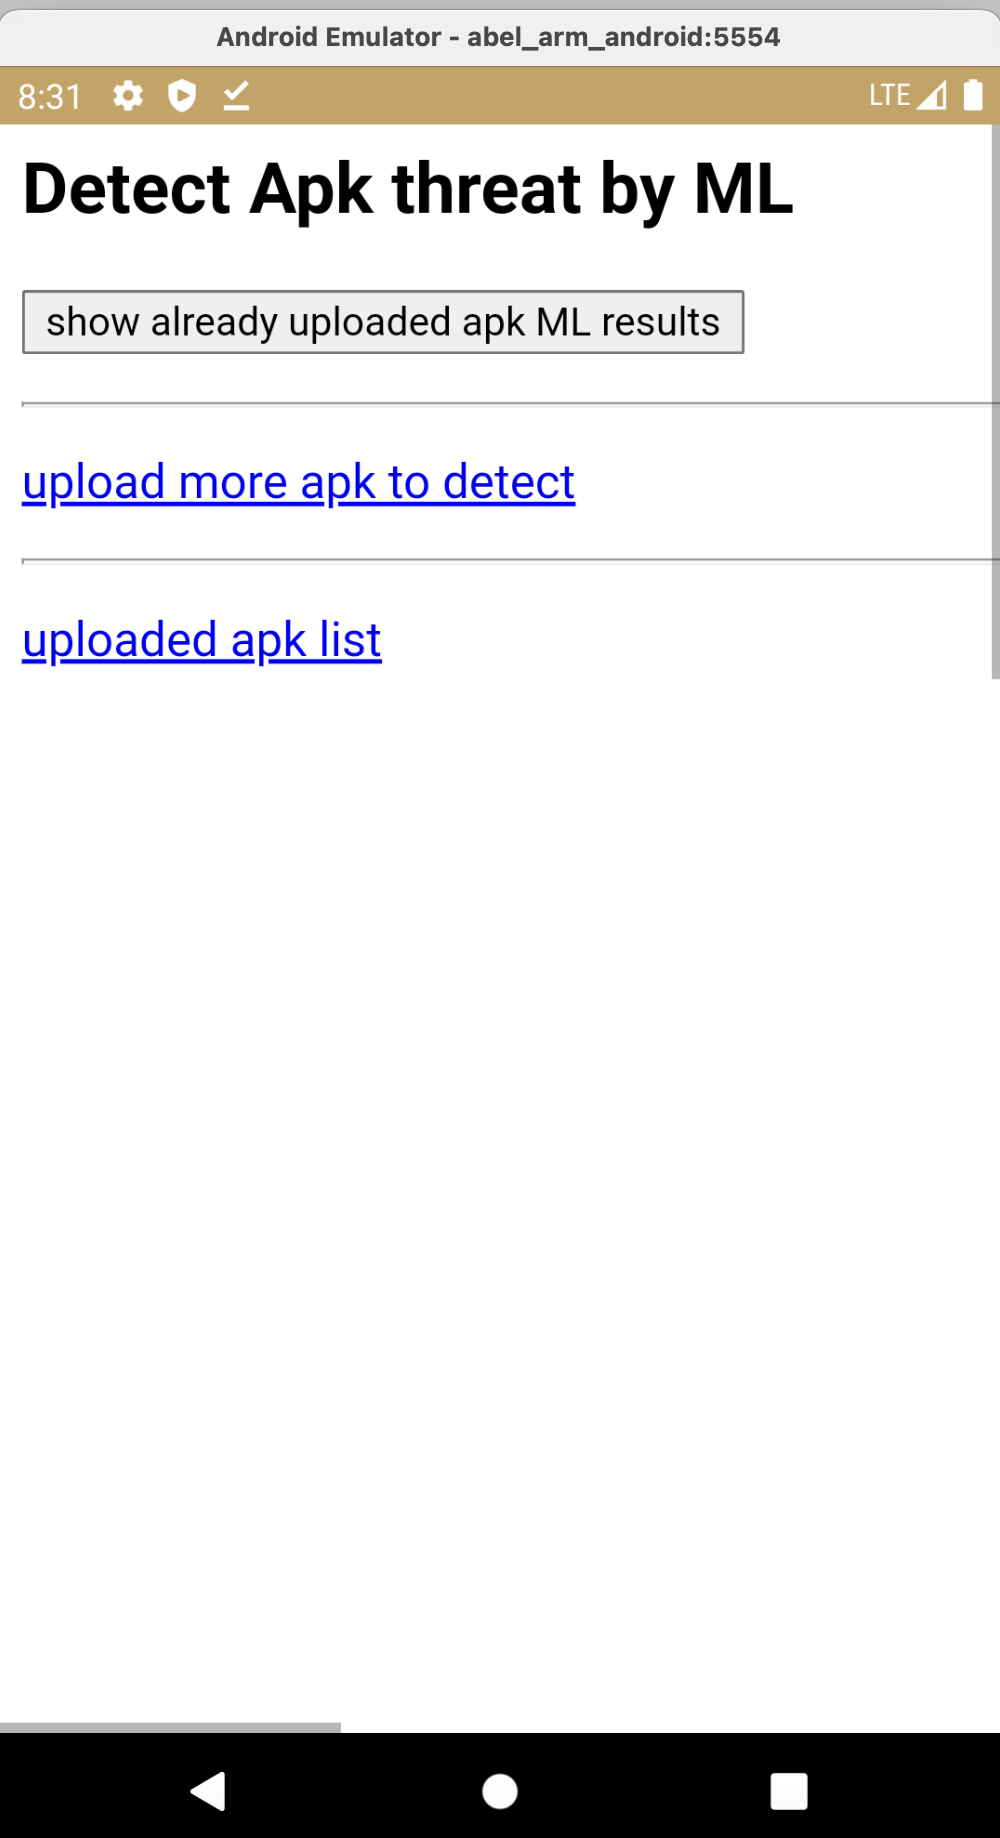 Android Emulator - abel_arm_android:5554
8:31 LTE
Detect Apk threat by ML
show already uploaded apk ML results
upload more apk to detect
uploaded apk list